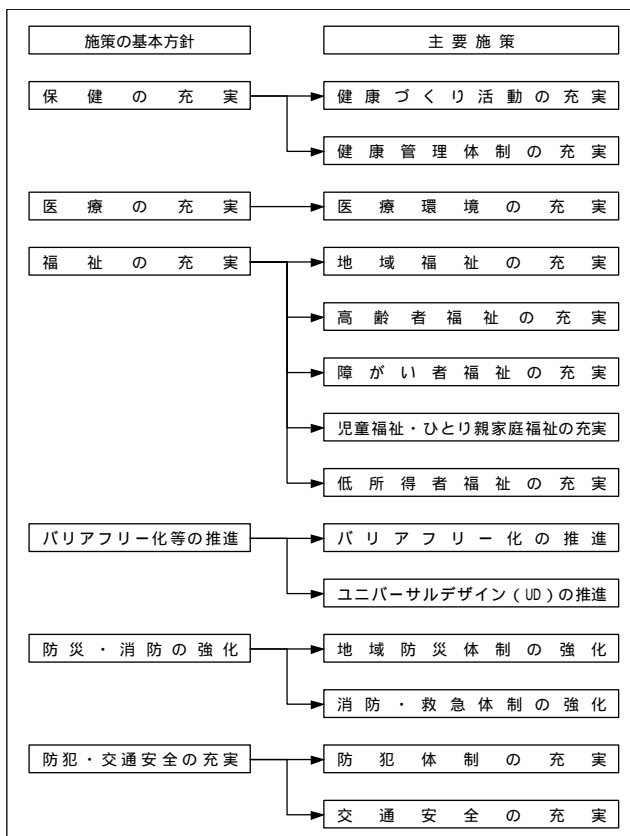 施策の基本方針
主要施策
保健の充実
健康づくり活動の充実
健康管理体制の充実
医療の充実
医療環境の充実
福祉の充実
地域福祉の充実
高齢者福祉の充実
障がい者福祉の充実
児童福祉・ひとり親家庭福祉の充実
低所得者福祉の充実
バリアフリー化等の推進
バリアフリー化の推進
ユニバーサルデザイン(UD)の推進
防災・消防の強化
地域防災体制の強化
消防・救急体制の強化
防犯・交通安全の充実
防犯体制の充実
交通安全の充実